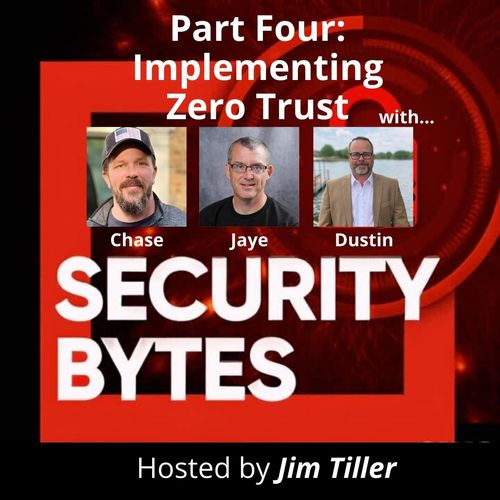 Part Four:
Implementing
Zero Trust
with...
Chase
Jaye
Dustin
SECURITY
BYTES
Hosted by Jim Tiller